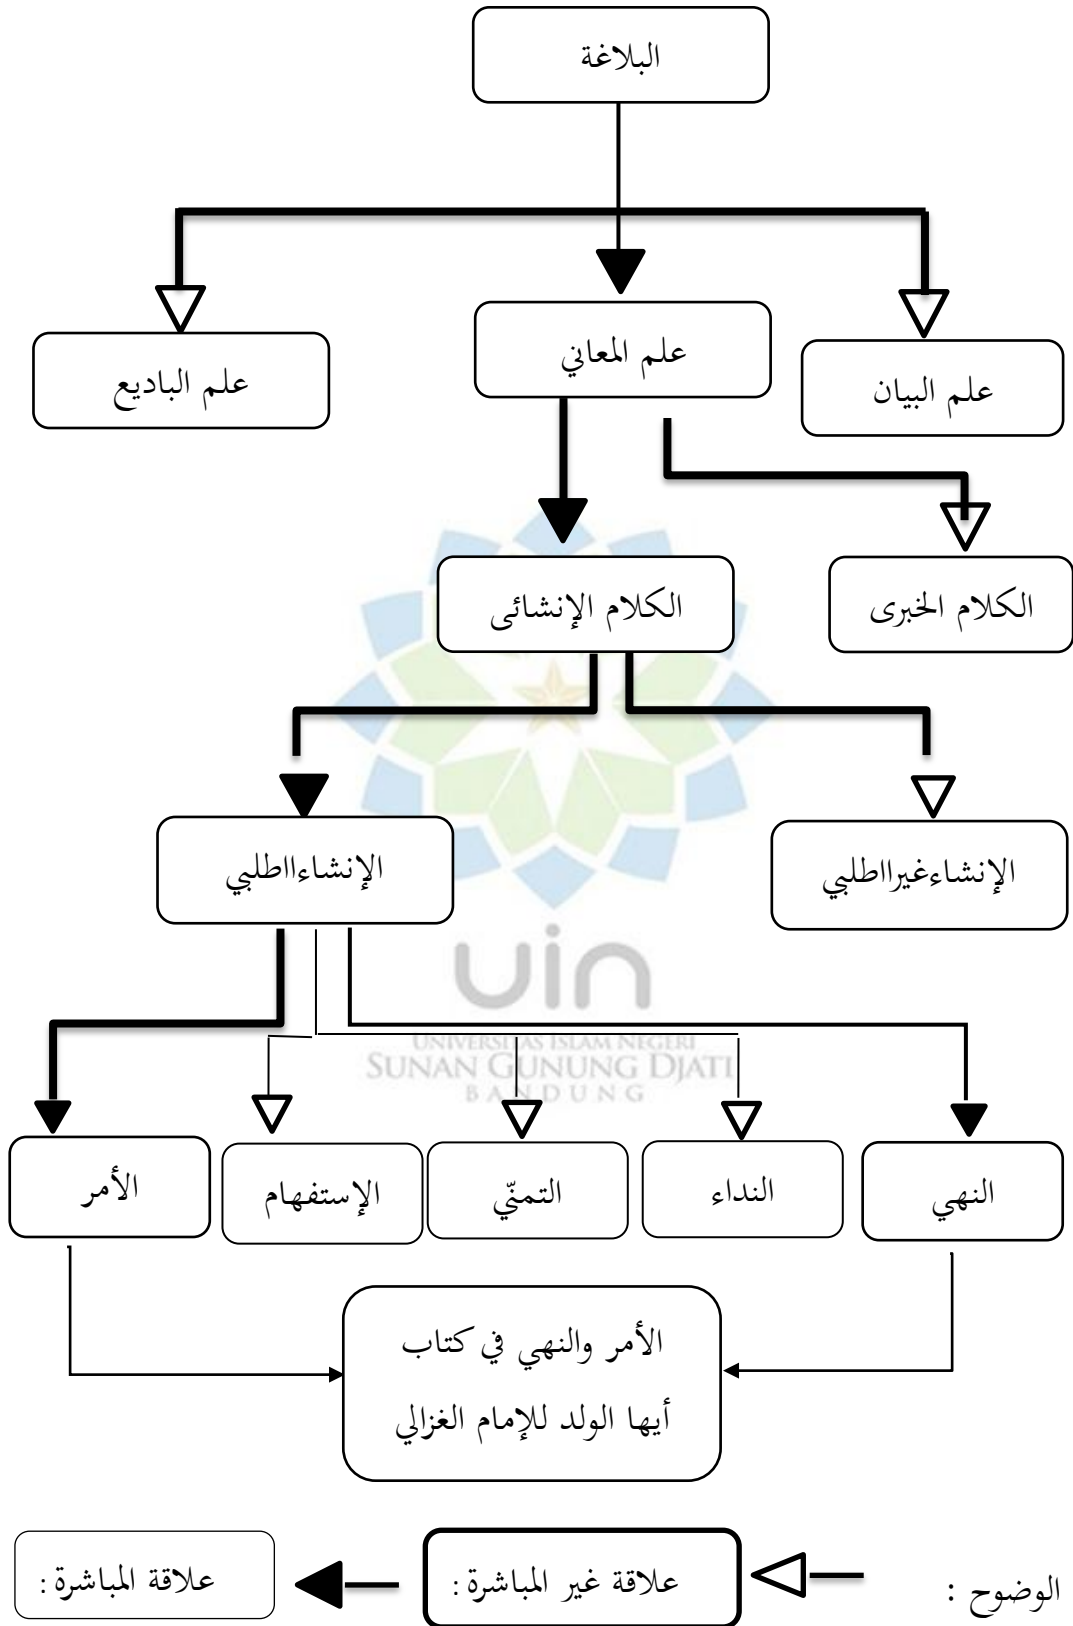 البلاغة
علم البيان
علم المعاني
علم الباديع
الكلام الخبرى
الكلام الإنشائى
الإنشاءغيرااطلبي
الإنشاءااطلبي
uin
UNIVERSITAS ISLAM NEGERI
SUNAN GUNUNG DJATI
BANDUNG
النهي
النداء
التمنّي
الإستفهام
الأمر
الأمر والنهي في كتاب
أيها الولد للإمام الغزالي
الوضوح :
علاقة غير المباشرة :
علاقة المباشرة :